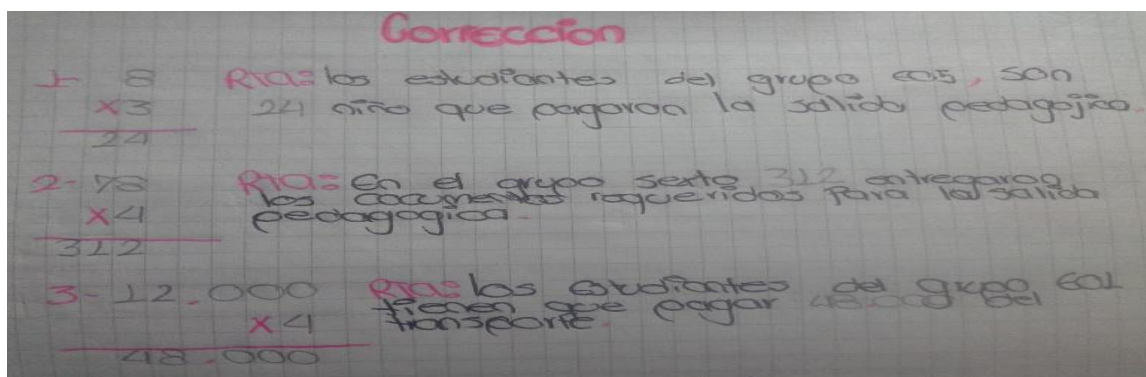 Correccion
1- 8 Rta= los estudiantes del grupo 605, son
x3 24 niño que pagaron la salida pedagojica.
24
2- 78 Rta= En el grupo sexto 312 entregaron
x4 los documentos requeridos para la salida
pedagogica.
312
3- 12.000 Rta= los estudiantes del grupo 601
x4 tienen que pagar 48.000 del
transporte.
48.000